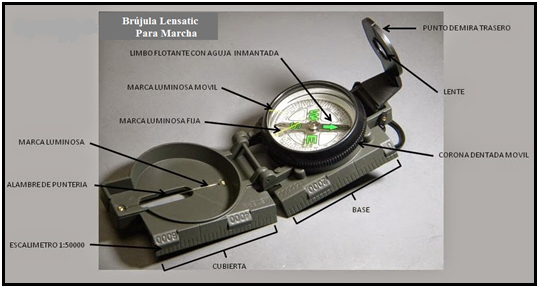 Brújula Lensatic
Para Marcha
PUNTO DE MIRA TRASERO
LIMBO FLOTANTE CON AGUJA INMANTADA
MARCA LUMINOSA MOVIL
LENTE
MARCA LUMINOSA FIJA
MARCA LUMINOSA
CORONA DENTADA MOVIL
ALAMBRE DE PUNTERIA
BASE
ESCALIMETRO 1:50000
CUBIERTA